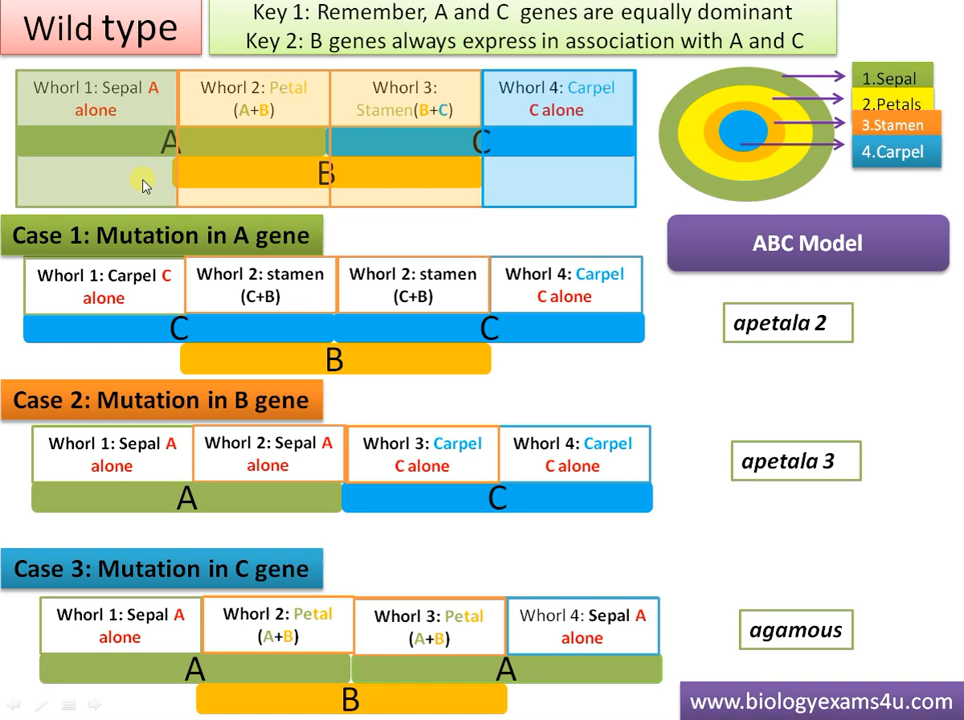 Wild type
Key 1: Remember, A and C genes are equally dominant
Key 2: B genes always express in association with A and C
Whorl 1: Sepal A
alone
Whorl 2: Petal
(A+B)
Whorl 3:
Stamen(B+C)
Whorl 4: Carpel
C alone
A
C
B
1.Sepal
2.Petals
3.Stamen
4.Carpel
ABC Model
Case 1: Mutation in A gene
Whorl 1: Carpel C
alone
Whorl 2: stamen
(C+B)
Whorl 2: stamen
(C+B)
Whorl 4: Carpel
C alone
C
C
B
apetala 2
Case 2: Mutation in B gene
Whorl 1: Sepal A
alone
Whorl 2: Sepal A
alone
Whorl 3: Carpel
C alone
Whorl 4: Carpel
C alone
A
C
apetala 3
Case 3: Mutation in C gene
Whorl 1: Sepal A
alone
Whorl 2: Petal
(A+B)
Whorl 3: Petal
(A+B)
Whorl 4: Sepal A
alone
A
A
B
agamous
www.biologyexams4u.com